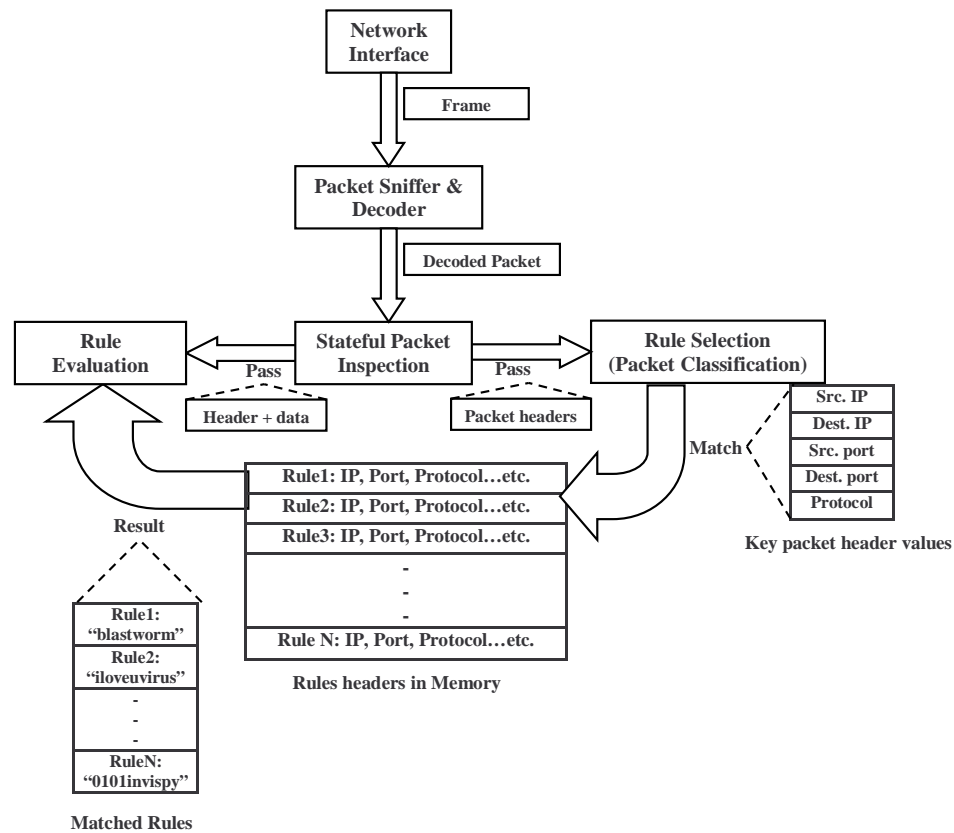 Network
Interface
Frame
Packet Sniffer &
Decoder
Decoded Packet
Rule
Evaluation
Stateful Packet
Inspection
Rule Selection
(Packet Classification)
Pass
Pass
Header + data
Packet headers
Src. IP
Dest. IP
Src. port
Dest. port
Protocol
Match
Key packet header values
Rule1: IP, Port, Protocol…etc.
Rule2: IP, Port, Protocol…etc.
Rule3: IP, Port, Protocol…etc.
-
-
-
Rule N: IP, Port, Protocol…etc.
Rules headers in Memory
Result
Rule1:
“blastworm”
Rule2:
“iloveuvirus”
-
-
-
RuleN:
“0101invispy”
Matched Rules